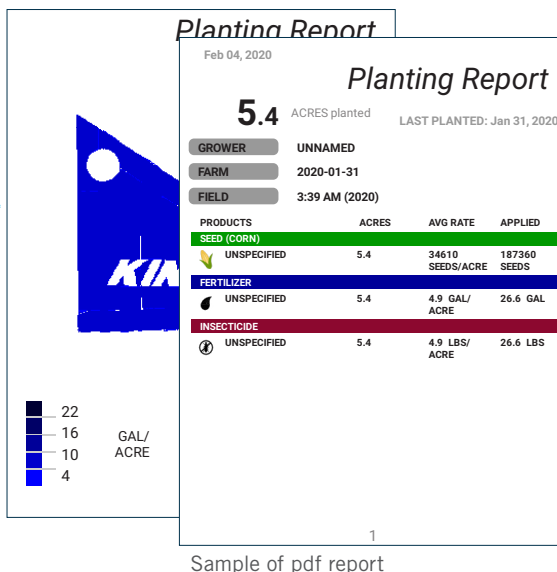 Planting Report
Feb 04, 2020
Planting Report
5.4 ACRES planted
LAST PLANTED: Jan 31, 2020
GROWER UNNAMED
FARM 2020-01-31
FIELD 3:39 AM (2020)
PRODUCTS ACRES AVG RATE APPLIED
SEED (CORN)
UNSPECIFIED 5.4 34610 187360
SEEDS/ACRE SEEDS
FERTILIZER
UNSPECIFIED 5.4 4.9 GAL/ 26.6 GAL
ACRE
INSECTICIDE
UNSPECIFIED 5.4 4.9 LBS/ 26.6 LBS
ACRE
1
KIN
22
16
10
4
GAL/
ACRE
Sample of pdf report